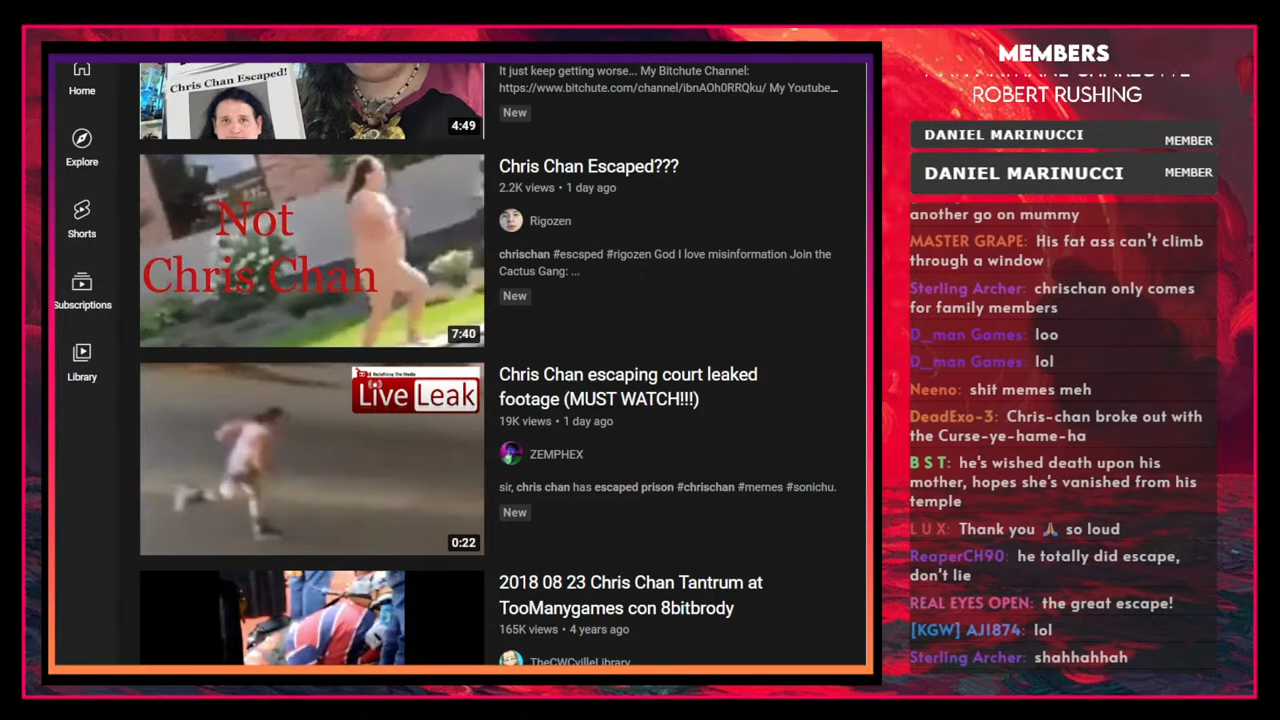 Home
Explore
Shorts
Subscriptions
Library
Chris Chan Escaped!
4:49
It just keep getting worse... My Bitchute Channel:
https://www.bitchute.com/channel/ibnAOh0RRQku/ My Youtube...
New
Not
Chris Chan
7:40
Chris Chan Escaped???
2.2K views • 1 day ago
Rigozen
chrischan #escsped #rigozen God I love misinformation Join the
Cactus Gang: ...
New
Redefining The Media
LiveLeak
0:22
Chris Chan escaping court leaked
footage (MUST WATCH!!!)
19K views • 1 day ago
ZEMPHEX
sir, chris chan has escaped prison #chrischan #memes #sonichu.
New
2018 08 23 Chris Chan Tantrum at
TooManygames con 8bitbrody
165K views • 4 years ago
TheCWCvilleLibrary
MEMBERS
ROBERT RUSHING
DANIEL MARINUCCI MEMBER
DANIEL MARINUCCI MEMBER
another go on mummy
MASTER GRAPE: His fat ass can't climb
through a window
Sterling Archer: chrischan only comes
for family members
D_man Games: loo
D_man Games: lol
Neeno: shit memes meh
DeadExo-3: Chris-chan broke out with
the Curse-ye-hame-ha
B S T: he's wished death upon his
mother, hopes she's vanished from his
temple
L U X: Thank you 🙏 so loud
ReaperCH90: he totally did escape,
don't lie
REAL EYES OPEN: the great escape!
[KGW] AJ1874: lol
Sterling Archer: shahhahhah